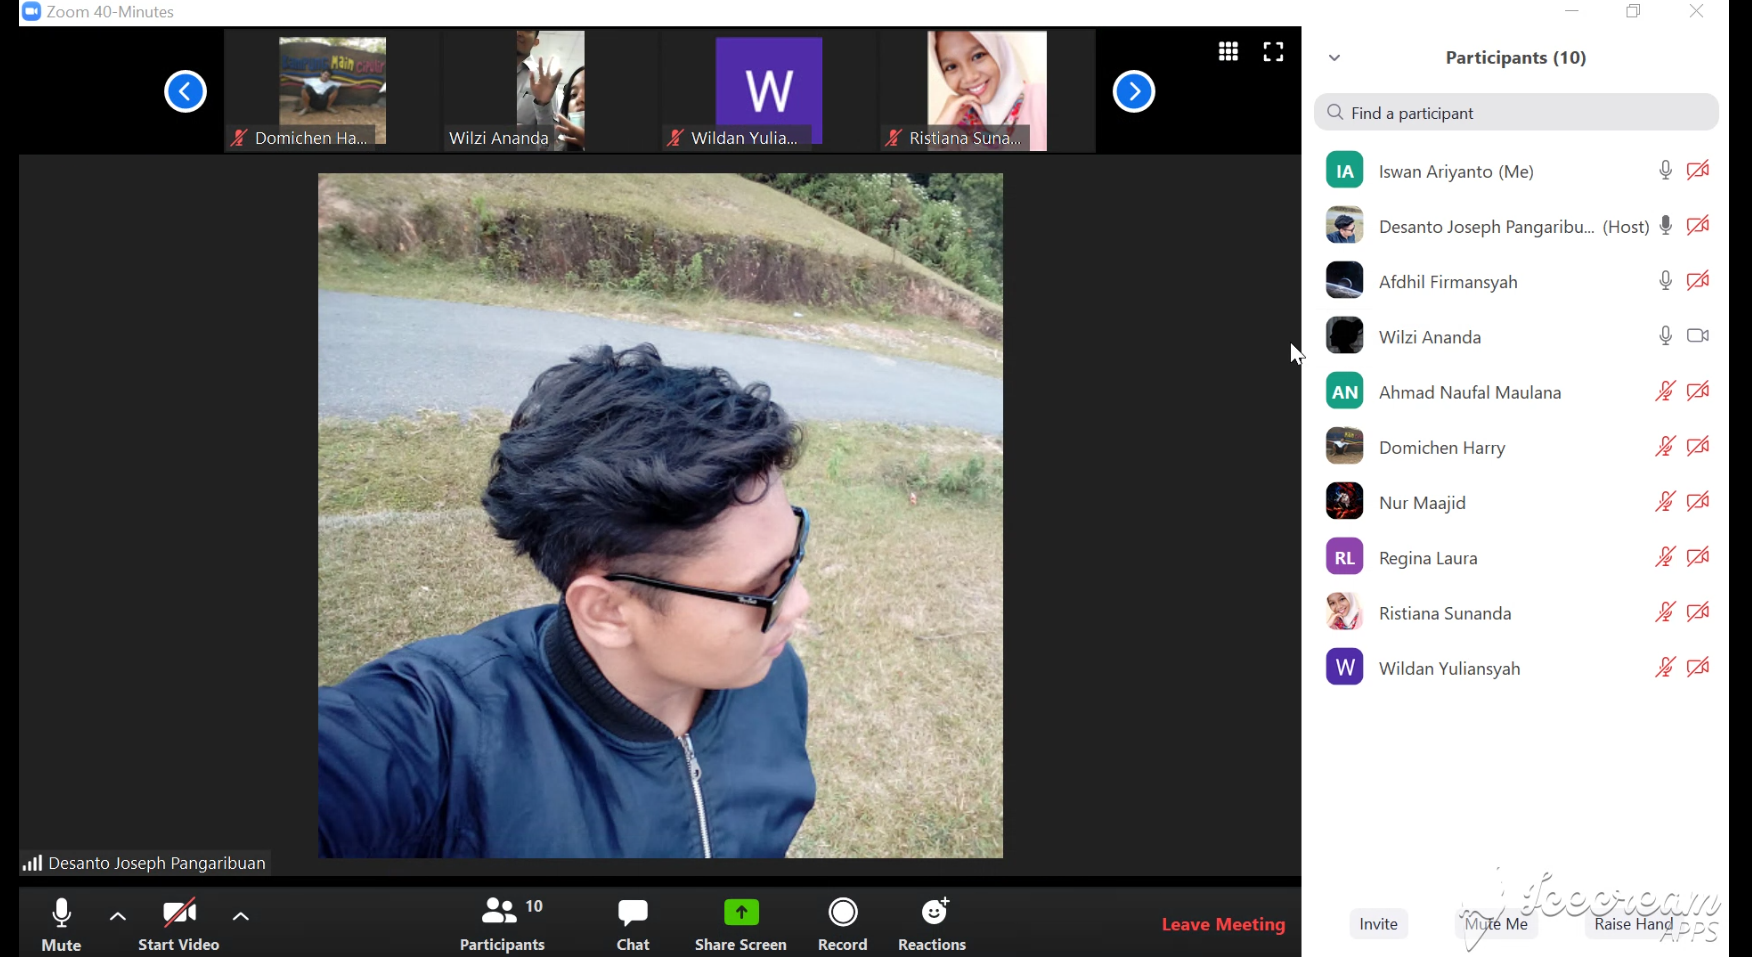 Zoom 40-Minutes
Domichen Ha...
Wilzi Ananda
W
Wildan Yulia...
Ristiana Suna...
Participants (10)
Find a participant
IA Iswan Ariyanto (Me)
Desanto Joseph Pangaribu... (Host)
Afdhil Firmansyah
Wilzi Ananda
AN Ahmad Naufal Maulana
Domichen Harry
Nur Maajid
RL Regina Laura
Ristiana Sunanda
W Wildan Yuliansyah
Desanto Joseph Pangaribuan
10
Mute
Start Video
Participants
Chat
Share Screen
Record
Reactions
Leave Meeting
Invite
Mute Me
Raise Hand
Icecream
APPS